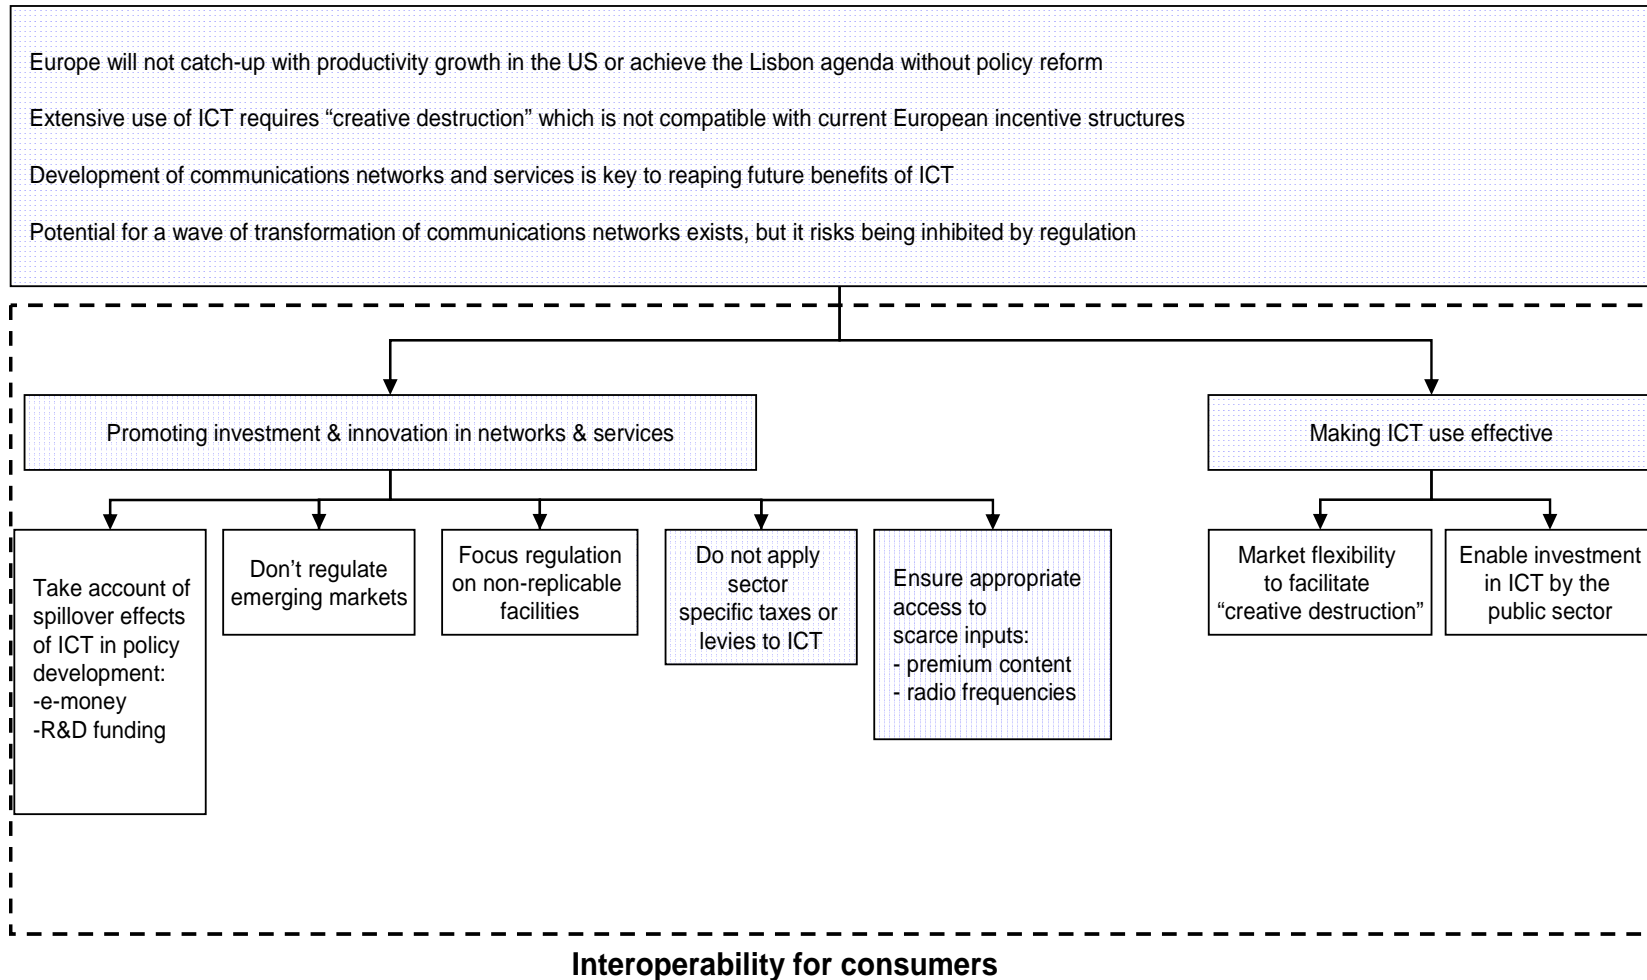 Europe will not catch-up with productivity growth in the US or achieve the Lisbon agenda without policy reform
Extensive use of ICT requires “creative destruction” which is not compatible with current European incentive structures
Development of communications networks and services is key to reaping future benefits of ICT
Potential for a wave of transformation of communications networks exists, but it risks being inhibited by regulation
Promoting investment & innovation in networks & services
Making ICT use effective
Take account of
spillover effects
of ICT in policy
development:
-e-money
-R&D funding
Don’t regulate
emerging markets
Focus regulation
on non-replicable
facilities
Do not apply
sector
specific taxes or
levies to ICT
Ensure appropriate
access to
scarce inputs:
- premium content
- radio frequencies
Market flexibility
to facilitate
“creative destruction”
Enable investment
in ICT by the
public sector
Interoperability for consumers